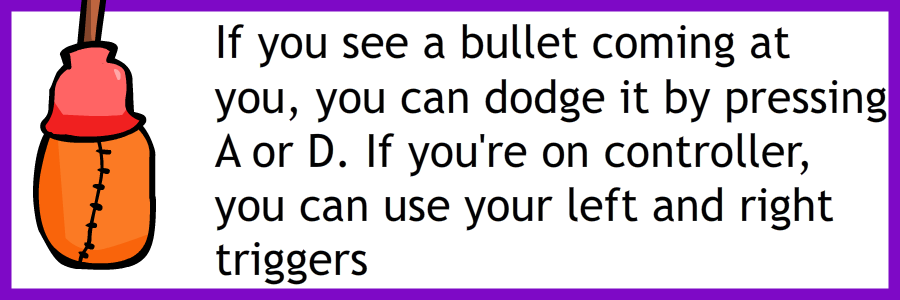 If you see a bullet coming at
you, you can dodge it by pressing
A or D. If you're on controller,
you can use your left and right
triggers